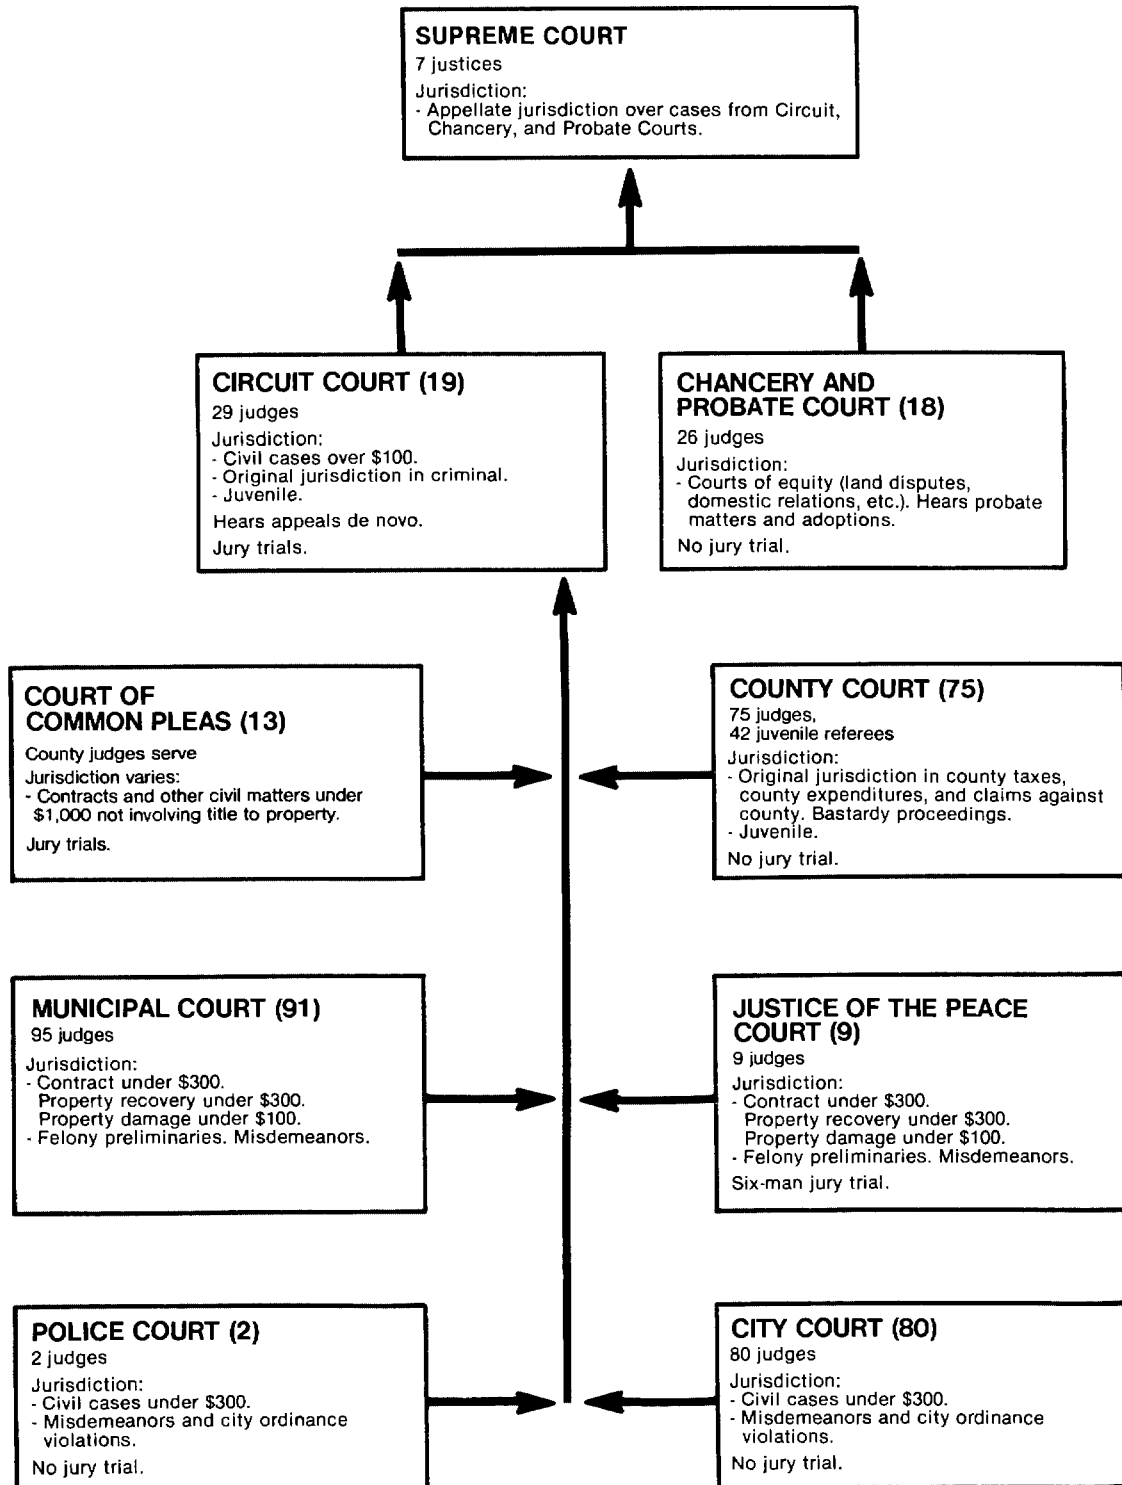 SUPREME COURT
7 justices
Jurisdiction:
- Appellate jurisdiction over cases from Circuit,
Chancery, and Probate Courts.
CIRCUIT COURT (19)
29 judges
Jurisdiction:
- Civil cases over $100.
- Original jurisdiction in criminal.
- Juvenile.
Hears appeals de novo.
Jury trials.
CHANCERY AND
PROBATE COURT (18)
26 judges
Jurisdiction:
- Courts of equity (land disputes,
domestic relations, etc.). Hears probate
matters and adoptions.
No jury trial.
COURT OF
COMMON PLEAS (13)
County judges serve
Jurisdiction varies:
- Contracts and other civil matters under
$1,000 not involving title to property.
Jury trials.
COUNTY COURT (75)
75 judges,
42 juvenile referees
Jurisdiction:
- Original jurisdiction in county taxes,
county expenditures, and claims against
county. Bastardy proceedings.
- Juvenile.
No jury trial.
MUNICIPAL COURT (91)
95 judges
Jurisdiction:
- Contract under $300.
Property recovery under $300.
Property damage under $100.
- Felony preliminaries. Misdemeanors.
JUSTICE OF THE PEACE
COURT (9)
9 judges
Jurisdiction:
- Contract under $300.
Property recovery under $300.
Property damage under $100.
- Felony preliminaries. Misdemeanors.
Six-man jury trial.
POLICE COURT (2)
2 judges
Jurisdiction:
- Civil cases under $300.
- Misdemeanors and city ordinance
violations.
No jury trial.
CITY COURT (80)
80 judges
Jurisdiction:
- Civil cases under $300.
- Misdemeanors and city ordinance
violations.
No jury trial.